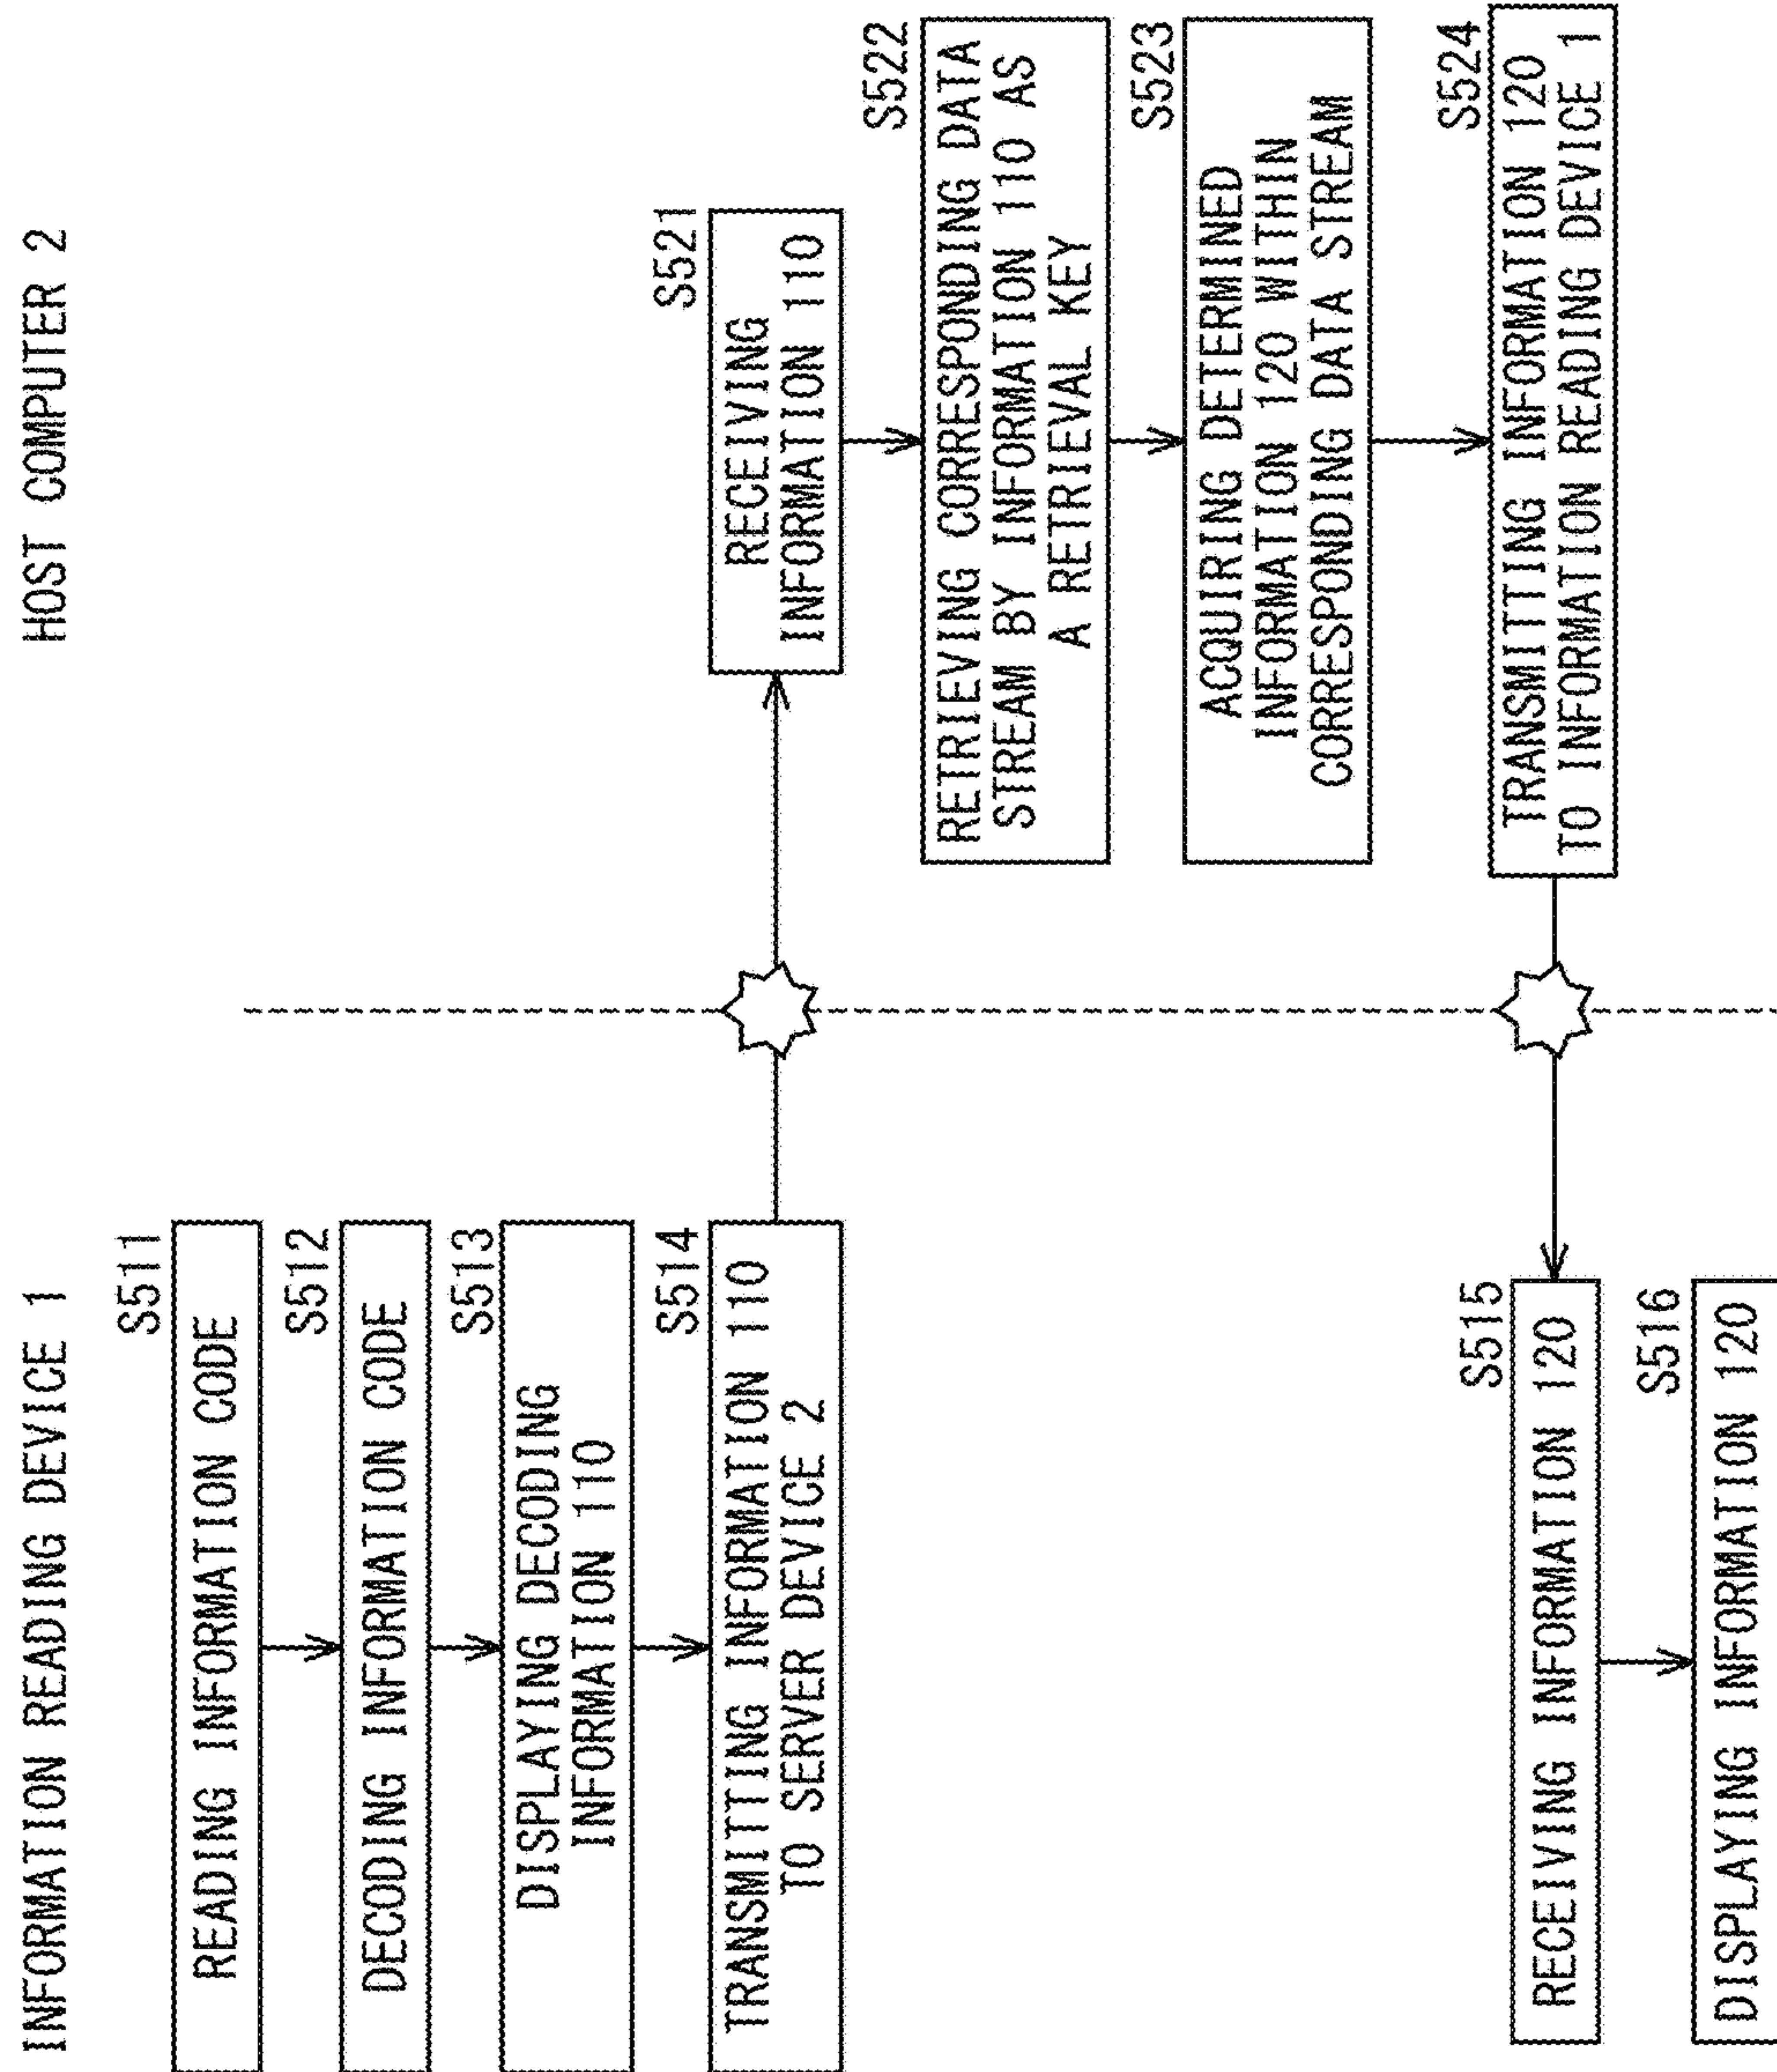 INFORMATION READING DEVICE 1
S511
READING INFORMATION CODE
S512
DECODING INFORMATION CODE
S513
DISPLAYING DECODING
INFORMATION 110
S514
TRANSMITTING INFORMATION 110
TO SERVER DEVICE 2
S515
RECEIVING INFORMATION 120
S516
DISPLAYING INFORMATION 120
HOST COMPUTER 2
S521
RECEIVING
INFORMATION 110
S522
RETRIEVING CORRESPONDING DATA
STREAM BY INFORMATION 110 AS
A RETRIEVAL KEY
S523
ACQUIRING DETERMINED
INFORMATION 120 WITHIN
CORRESPONDING DATA STREAM
S524
TRANSMITTING INFORMATION 120
TO INFORMATION READING DEVICE 1